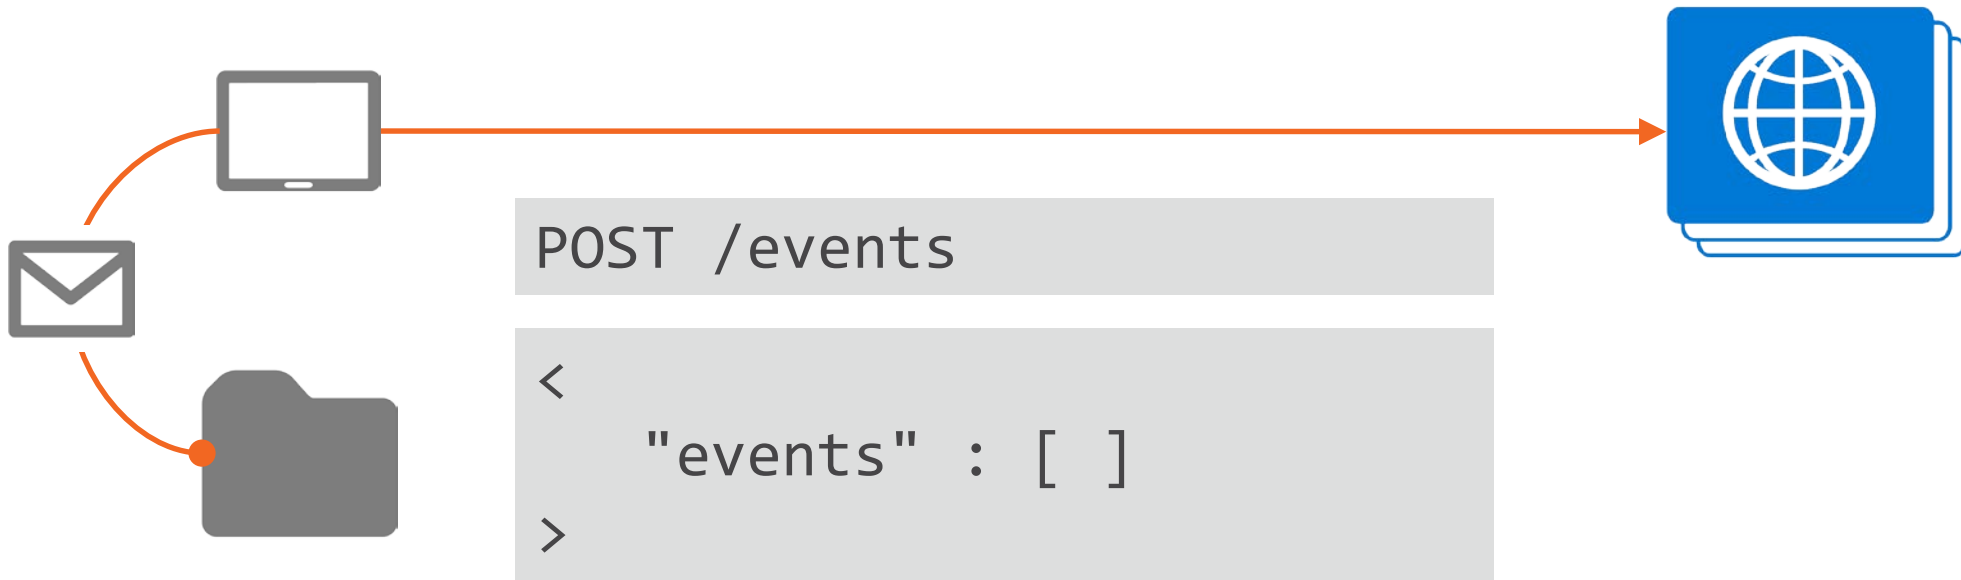 POST /events
<
"events" : [ ]
>